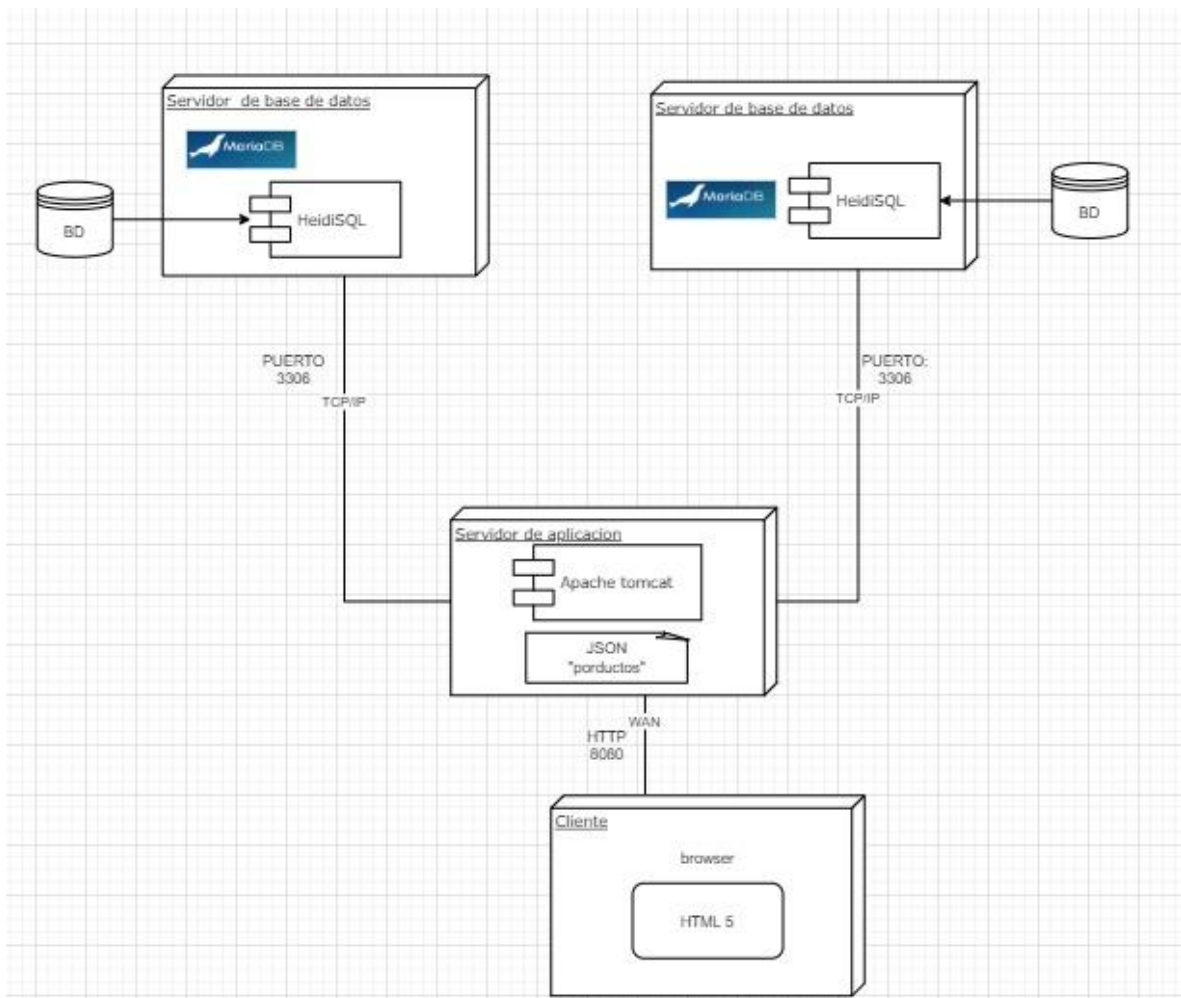 Servidor de base de datos
MariaDB
HeidiSQL
BD
Servidor de base de datos
MariaDB
HeidiSQL
BD
PUERTO
3306
TCP/IP
PUERTO:
3306
TCP/IP
Servidor de aplicacion
Apache tomcat
JSON
"porductos"
WAN
HTTP
8080
Cliente
browser
HTML 5